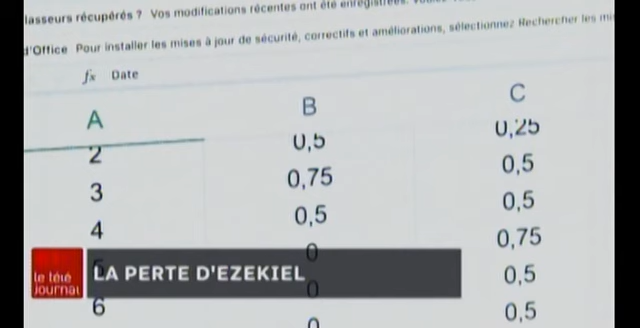 lasseurs récupérés ? Vos modifications récentes ont été enregistrées.
d'Office Pour installer les mises à jour de sécurité, correctifs et améliorations, sélectionnez Rechercher les
fx Date
A B C
0,5 0,25
2
0,75 0,5
3
0,5 0,5
4
0 0,75
LA PERTE D'EZEKIEL
le télé
journal
0 0,5
6
0 0,5